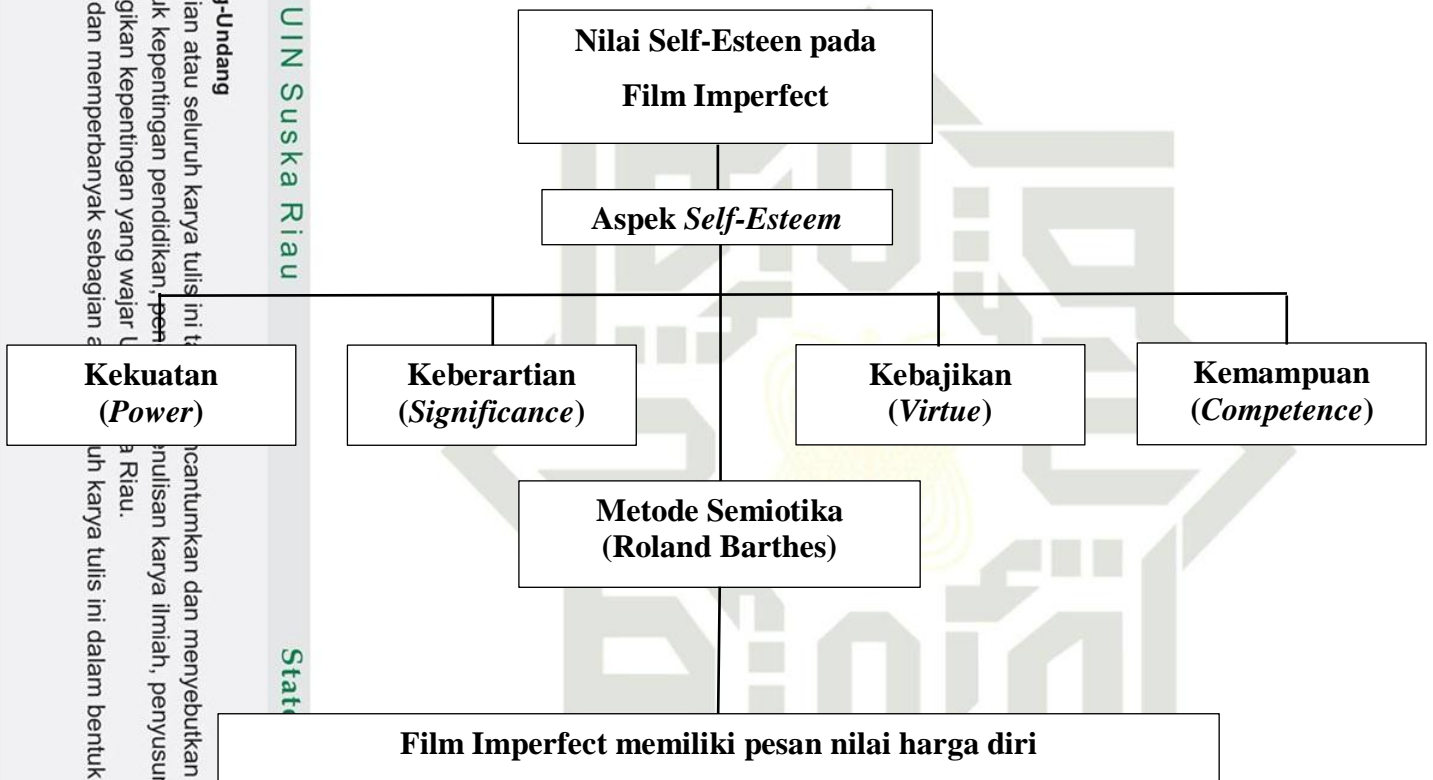 Nilai Self-Esteen pada
Film Imperfect
Aspek Self-Esteem
Kekuatan
(Power)
Keberartian
(Significance)
Kebajikan
(Virtue)
Kemampuan
(Competence)
Metode Semiotika
(Roland Barthes)
Film Imperfect memiliki pesan nilai harga diri
UIN Suska Riau
g-Undang
ian atau seluruh karya tulis ini
ncantumkan dan menyebutkan
uk kepentingan pendidikan,
enulisan karya ilmiah, penyusun
gikan kepentingan yang wajar
a Riau.
dan memperbanyak sebagian
uh karya tulis ini dalam bentuk